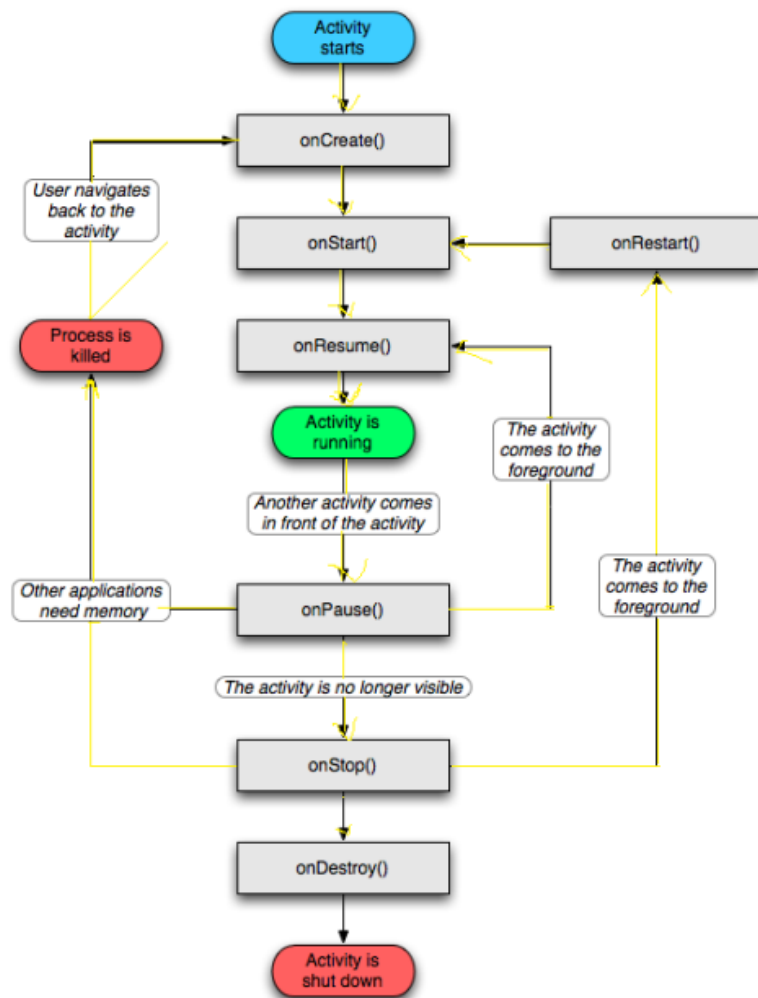 Activity
starts
onCreate()
User navigates
back to the
activity
onStart()
onRestart()
Process is
killed
onResume()
Activity is
running
The activity
comes to the
foreground
Another activity comes
in front of the activity
The activity
comes to the
foreground
Other applications
need memory
onPause()
The activity is no longer visible
onStop()
onDestroy()
Activity is
shut down